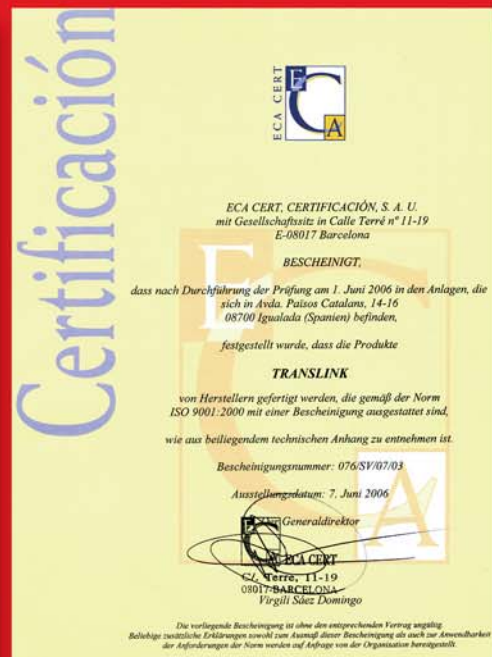 Certificación
ECA CERT
E
C
A
ECA CERT, CERTIFICACIÓN, S. A. U.
mit Gesellschaftssitz in Calle Terré nº 11-19
E-08017 Barcelona
BESCHEINIGT,
dass nach Durchführung der Prüfung am 1. Juni 2006 in den Anlagen, die
sich in Avda. Països Catalans, 14-16
08700 Igualada (Spanien) befinden,
festgestellt wurde, dass die Produkte
TRANSLINK
von Herstellern gefertigt werden, die gemäß der Norm
ISO 9001:2000 mit einer Bescheinigung ausgestattet sind,
wie aus beiliegendem technischen Anhang zu entnehmen ist.
Bescheinigungsnummer: 076/SV/07/03
Ausstellungsdatum: 7. Juni 2006
Generaldirektor
ECA CERT
C/. Terre, 11-19
08017-BARCELONA
Virgili Sáez Domingo
Die vorliegende Bescheinigung ist ohne den entsprechenden Vertrag ungültig.
Beliebige zusätzliche Erklärungen sowohl zum Ausmaß dieser Bescheinigung als auch zur Anwendbarkeit
der Anforderungen der Norm werden auf Anfrage von der Organisation bereitgestellt.